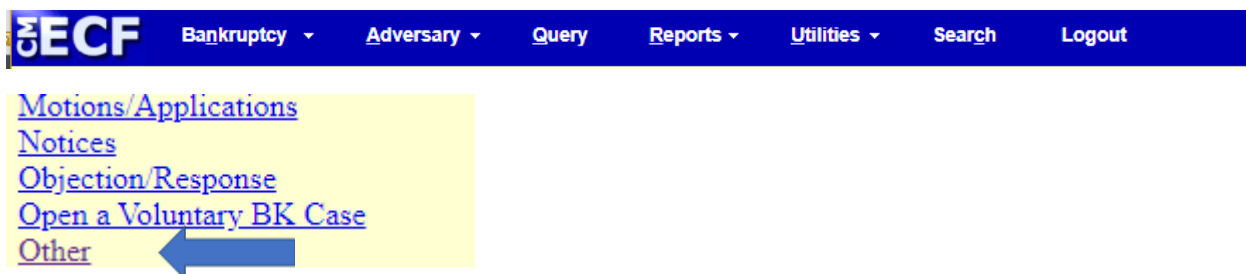 CM ECF Bankruptcy Adversary Query Reports Utilities Search Logout
Motions/Applications
Notices
Objection/Response
Open a Voluntary BK Case
Other